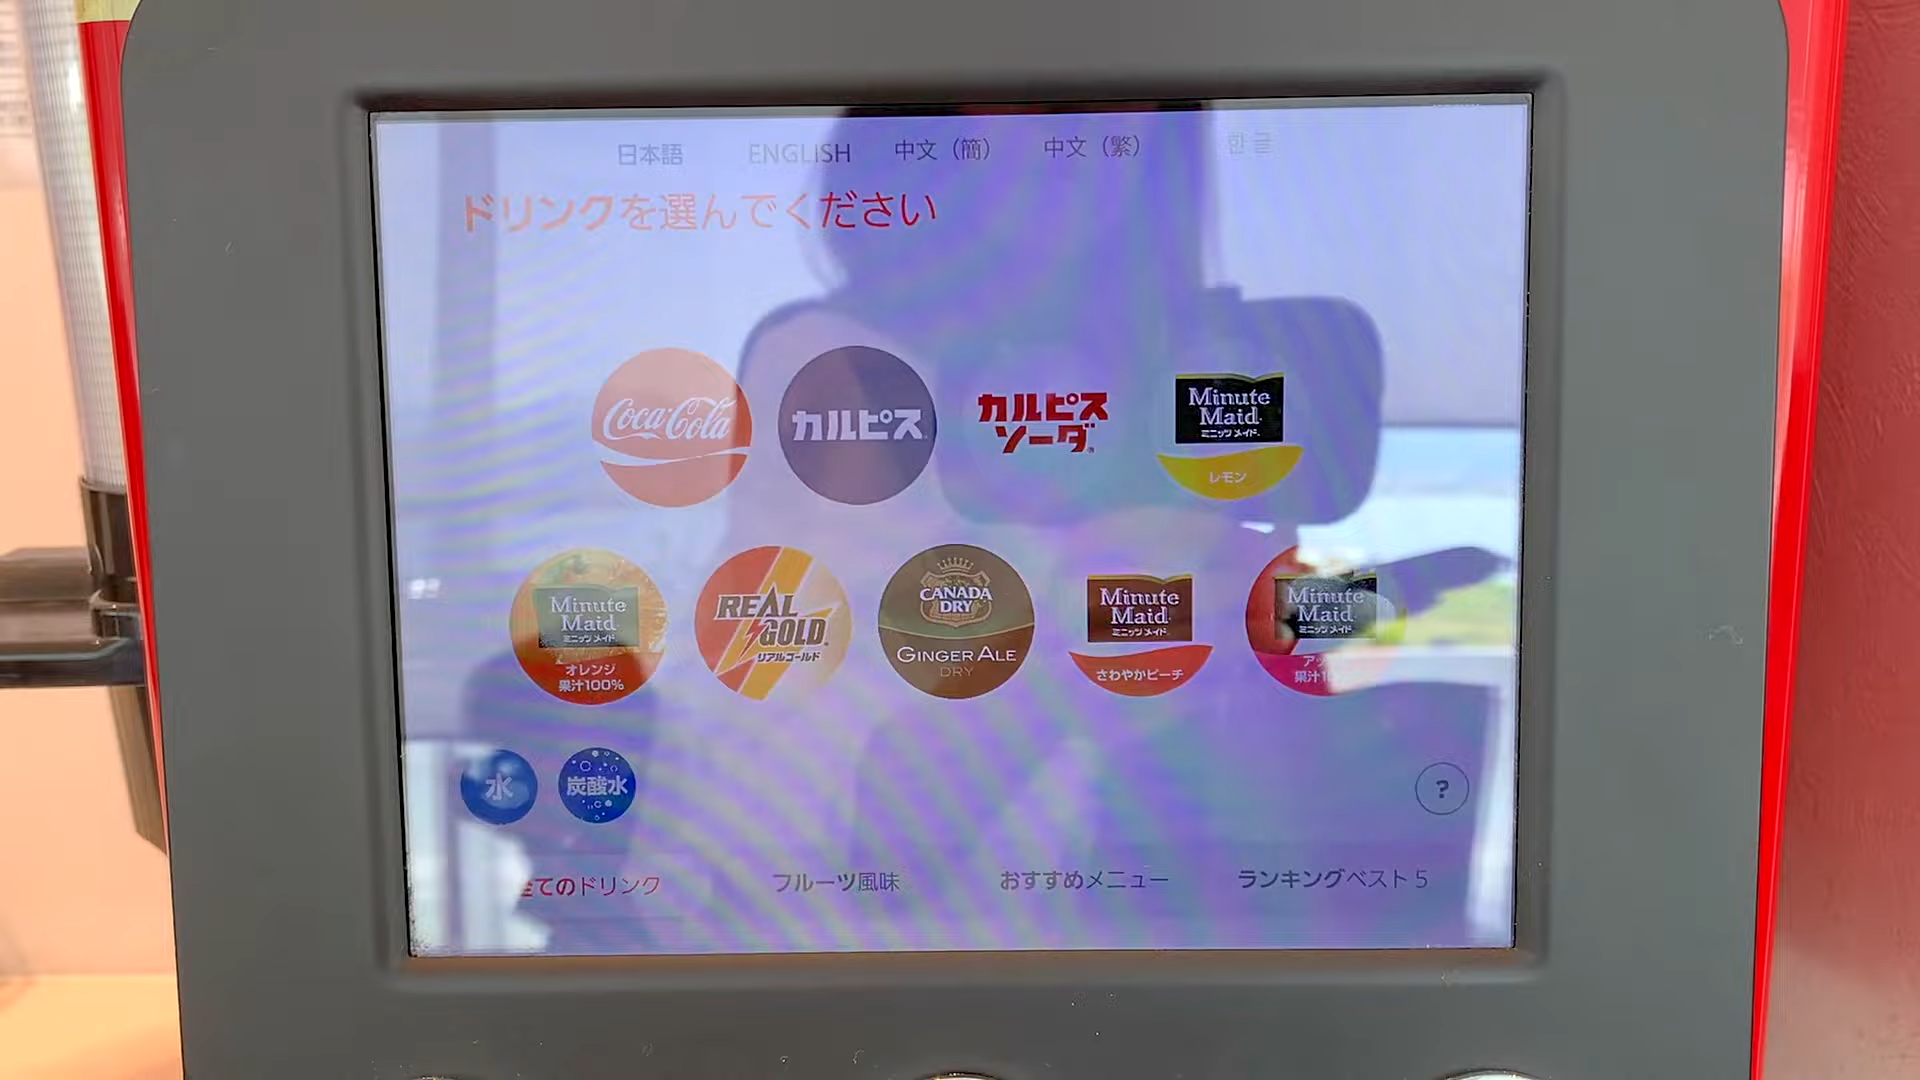 日本語 ENGLISH 中文（簡） 中文（繁） 한글
ドリンクを選んでください
Coca-Cola
カルピス
カルピス
ソーダ
Minute
Maid
ミニッツ メイド
レモン
Minute
Maid
ミニッツ メイド
オレンジ
果汁100%
REAL
GOLD
リアルゴールド
CANADA
DRY
GINGER ALE
DRY
Minute
Maid
ミニッツ メイド
さわやかピーチ
Minute
Maid
ミニッツ メイド
水
炭酸水
?
全てのドリンク フルーツ風味 おすすめメニュー ランキングベスト5